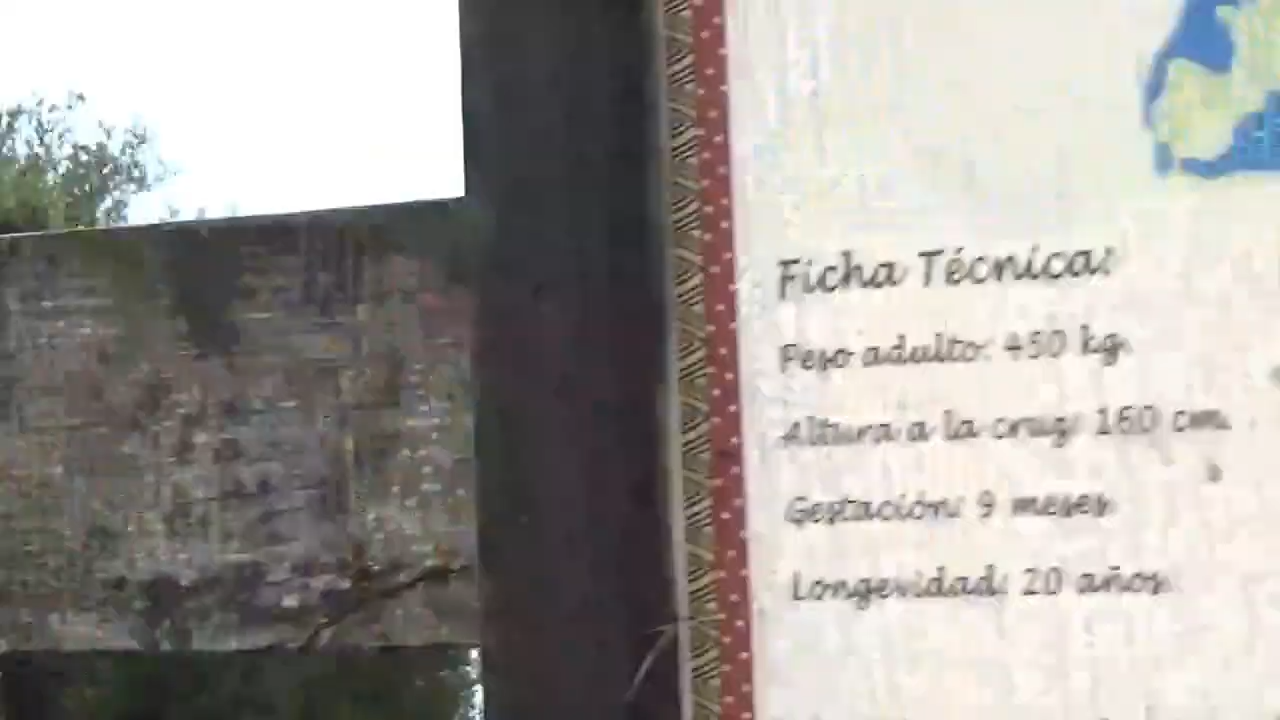 Ficha Técnica:
Peso adulto: 450 kg.
Altura a la cruz: 160 cm.
Gestación: 9 meses
Longevidad: 20 años.